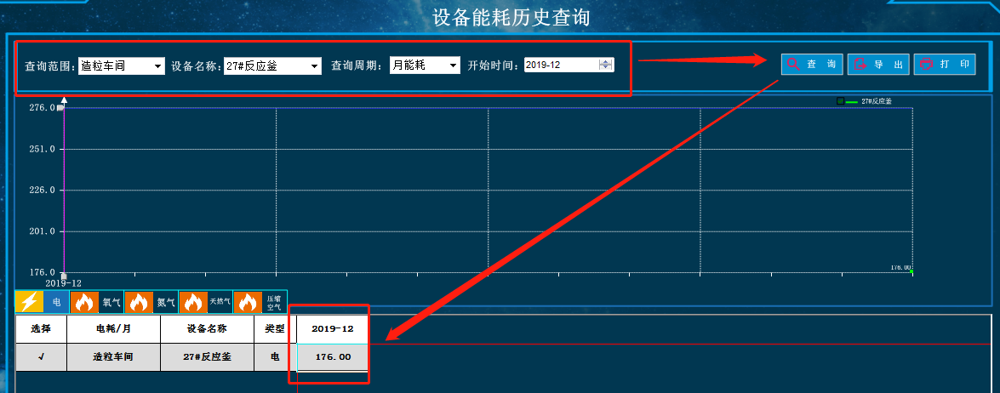 设备能耗历史查询
查询范围: 造粒车间 设备名称: 27#反应釜 查询周期: 月能耗 开始时间: 2019-12 查 询 导 出 打 印
27#反应釜
276.0
251.0
226.0
201.0
176.0
176.00
2019-12
电 氧气 氮气 天然气 压缩空气
选择 电耗/月 设备名称 类型 2019-12
√ 造粒车间 27#反应釜 电 176.00